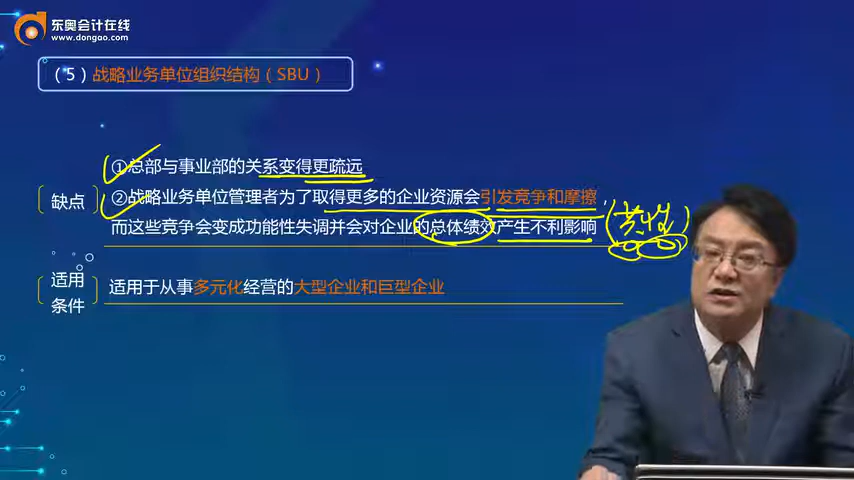 东奥会计在线
www.dongao.com
（5）战略业务单位组织结构（SBU）
缺点
①总部与事业部的关系变得更疏远
②战略业务单位管理者为了取得更多的企业资源会引发竞争和摩擦，
而这些竞争会变成功能性失调并会对企业的总体绩效产生不利影响
适用
条件
适用于从事多元化经营的大型企业和巨型企业